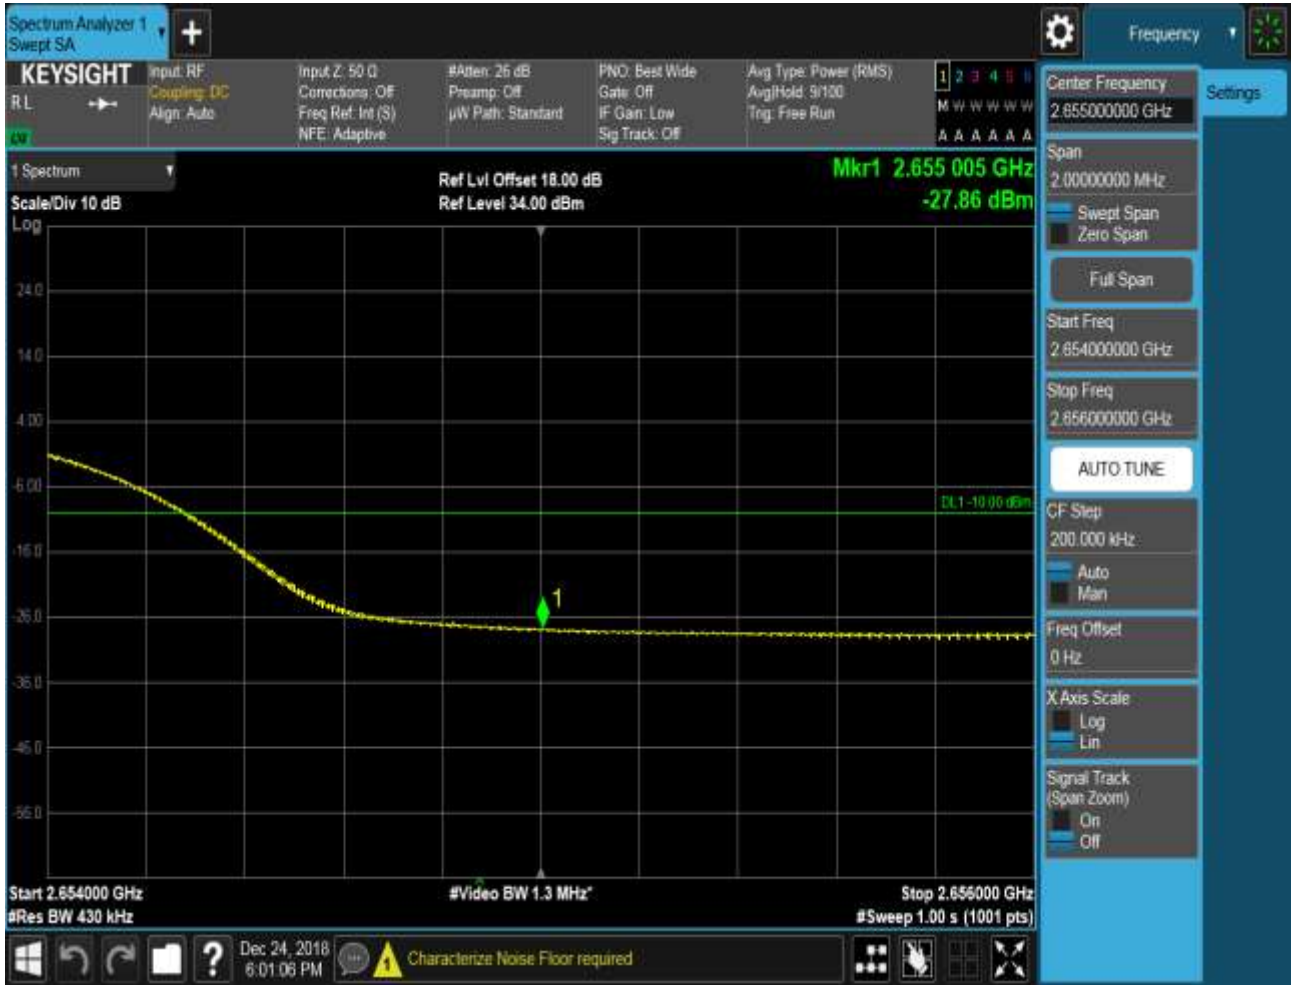 Spectrum Analyzer 1
Swept SA
Frequency
KEYSIGHT
R L
LW
Input: RF
Coupling: DC
Align: Auto
Input Z: 50 Ω
Corrections: Off
Freq Ref: Int (S)
NFE: Adaptive
#Atten: 26 dB
Preamp: Off
µW Path: Standard
PNO: Best Wide
Gate: Off
IF Gain: Low
Sig Track: Off
Avg Type: Power (RMS)
Avg|Hold: 9/100
Trig: Free Run
1 2 3 4 5 6
M W W W W W
A A A A A A
1 Spectrum
Scale/Div 10 dB
Log
Ref Lvl Offset 18.00 dB
Ref Level 34.00 dBm
Mkr1 2.655 005 GHz
-27.86 dBm
24.0
14.0
4.00
-6.00
-16.0
-26.0
-36.0
-46.0
-56.0
DL1 -10.00 dBm
1
Start 2.654000 GHz
#Res BW 430 kHz
#Video BW 1.3 MHz*
Stop 2.656000 GHz
#Sweep 1.00 s (1001 pts)
Dec 24, 2018
6:01:06 PM
?
1
Characterize Noise Floor required
Center Frequency
2.655000000 GHz
Settings
Span
2.00000000 MHz
Swept Span
Zero Span
Full Span
Start Freq
2.654000000 GHz
Stop Freq
2.656000000 GHz
AUTO TUNE
CF Step
200.000 kHz
Auto
Man
Freq Offset
0 Hz
X Axis Scale
Log
Lin
Signal Track
(Span Zoom)
On
Off